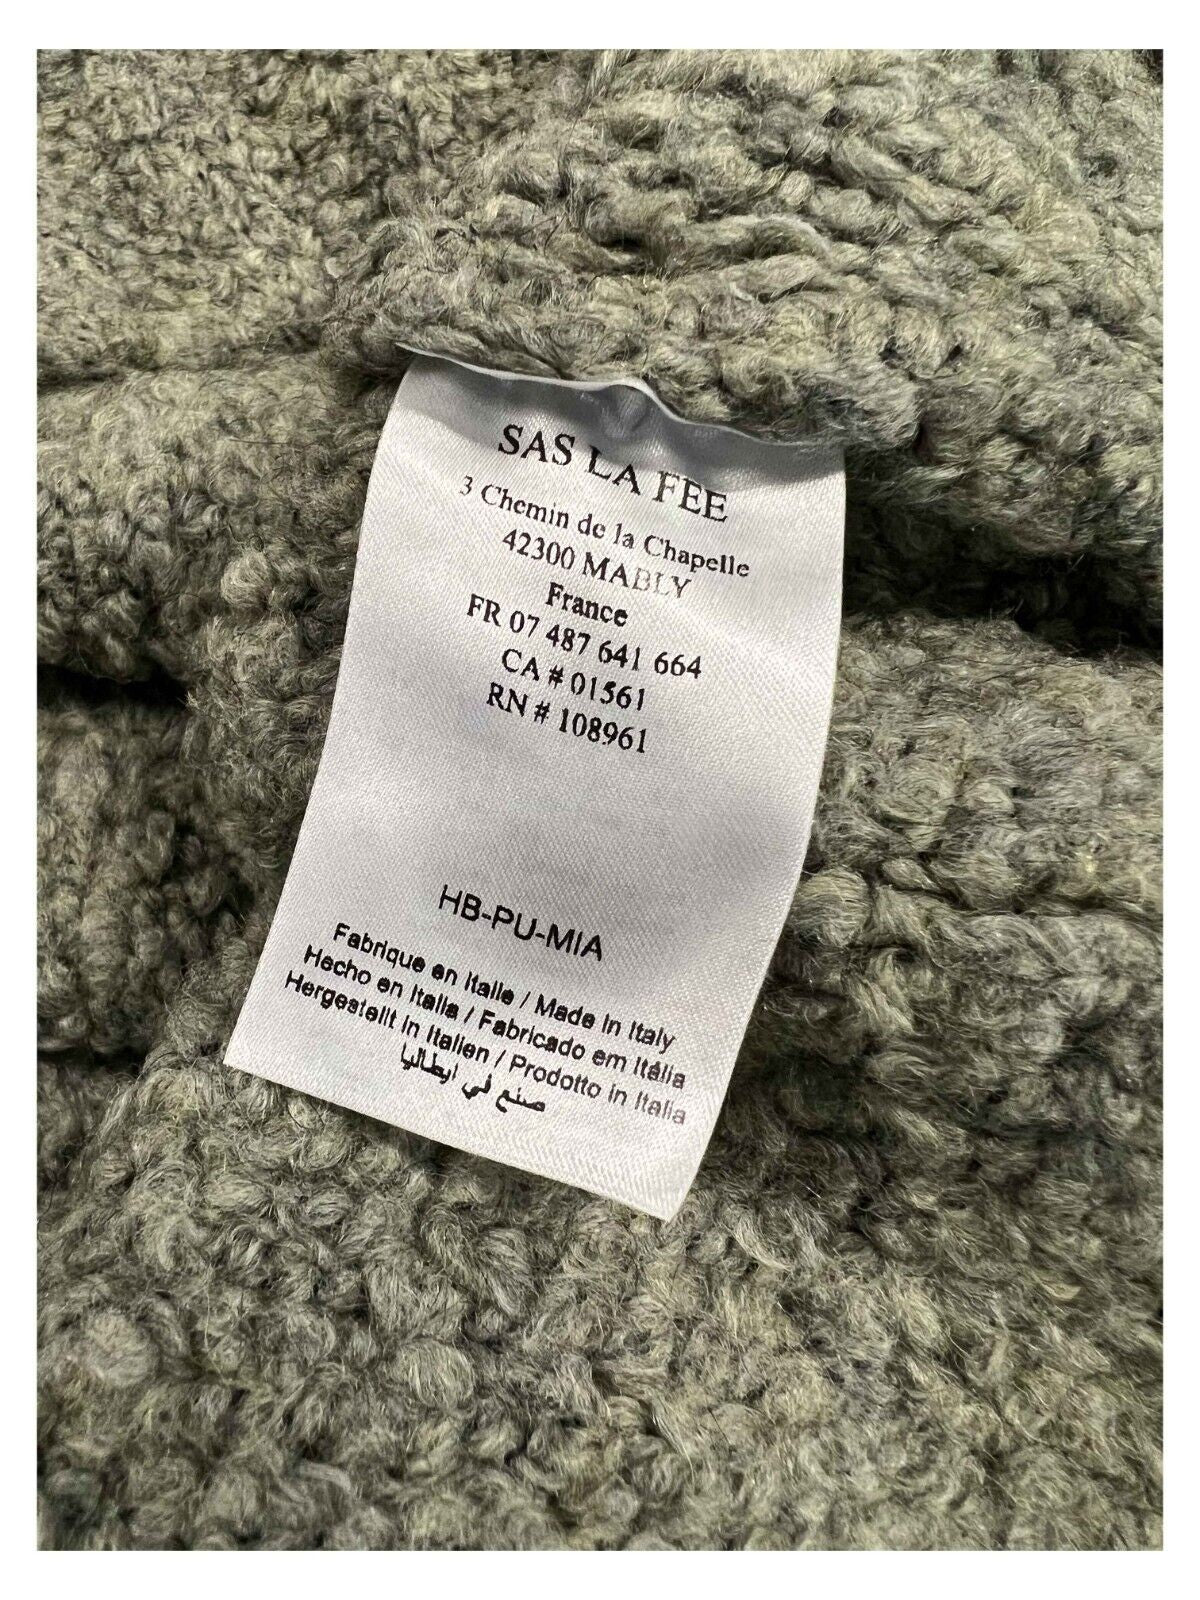 SAS LA FEE
3 Chemin de la Chapelle
42300 MABLY
France
FR 07 487 641 664
CA # 01561
RN # 108961
HB-PU-MIA
Fabrique en Italie / Made in Italy
Hecho en Italia / Fabricado em Itália
Hergestellt in Italien / Prodotto in Italia
صنع في ايطاليا